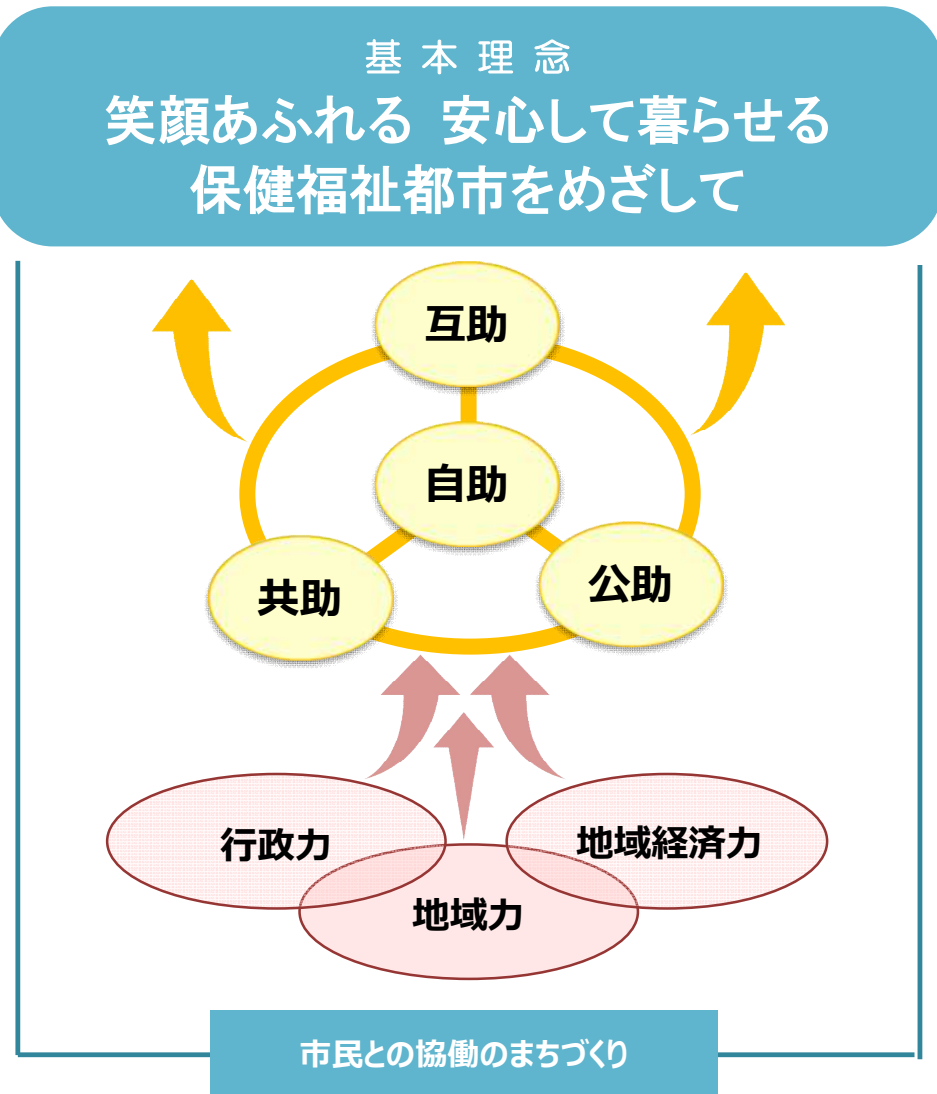 基本理念
笑顔あふれる 安心して暮らせる
保健福祉都市をめざして
互助
自助
共助
公助
行政力
地域経済力
地域力
市民との協働のまちづくり